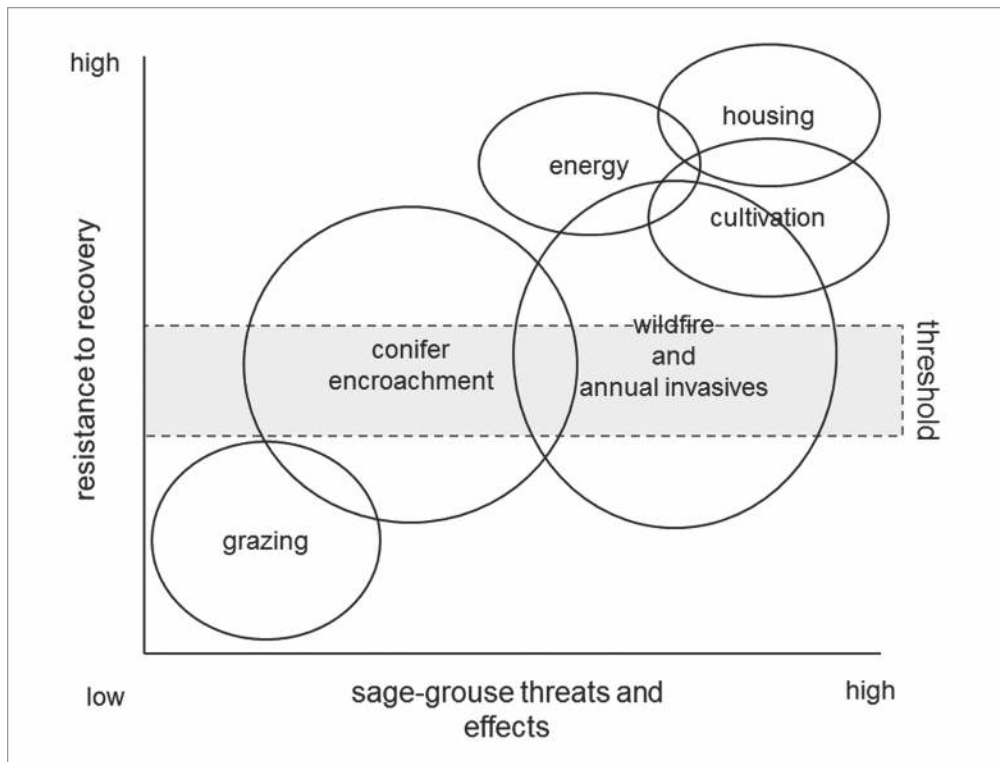 high
housing
energy
cultivation
resistance to recovery
wildfire
and
annual invasives
conifer
encroachment
threshold
grazing
low
sage-grouse threats and
effects
high